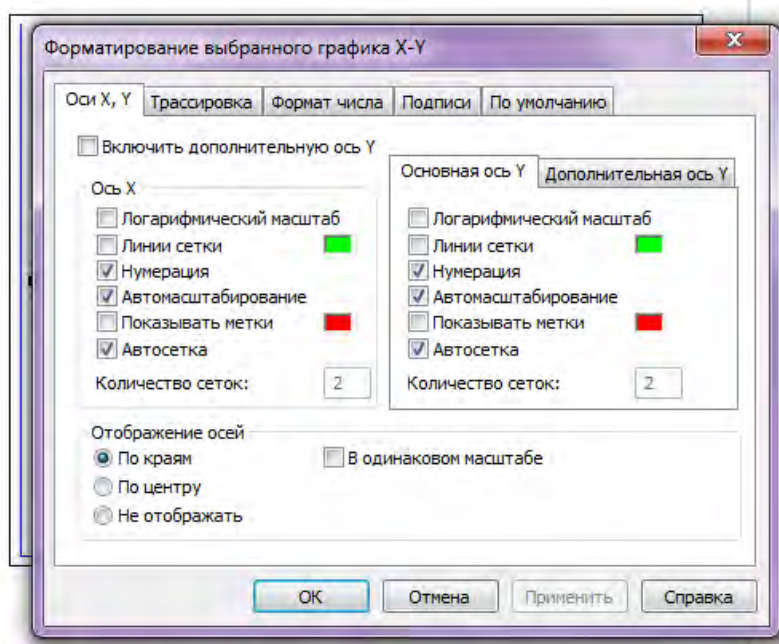 Форматирование выбранного графика X-Y
Оси X, Y
Трассировка
Формат числа
Подписи
По умолчанию
Включить дополнительную ось Y
Ось X
Логарифмический масштаб
Линии сетки
Нумерация
Автомасштабирование
Показывать метки
Автосетка
Количество сеток: 2
Основная ось Y
Дополнительная ось Y
Логарифмический масштаб
Линии сетки
Нумерация
Автомасштабирование
Показывать метки
Автосетка
Количество сеток: 2
Отображение осей
По краям
В одинаковом масштабе
По центру
Не отображать
ОК
Отмена
Применить
Справка